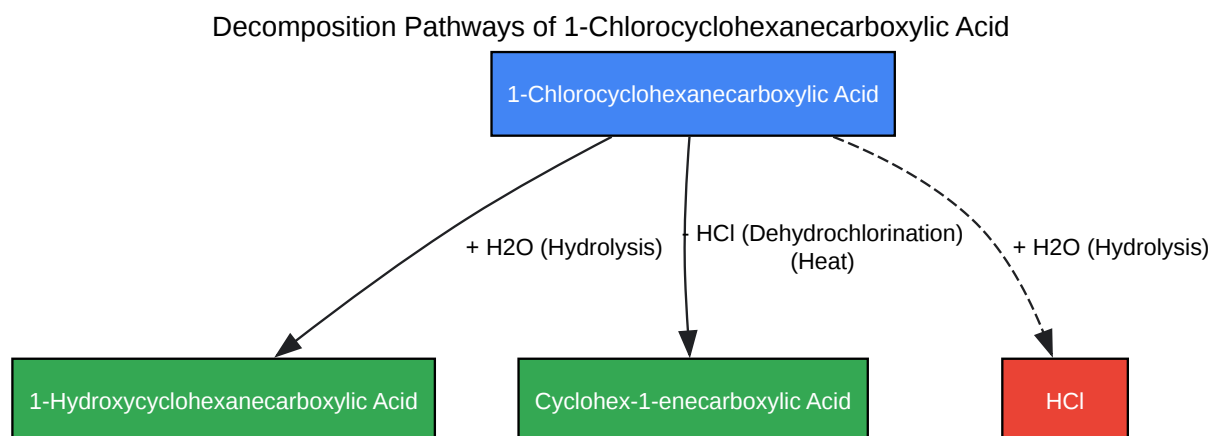 Decomposition Pathways of 1-Chlorocyclohexanecarboxylic Acid
1-Chlorocyclohexanecarboxylic Acid
+ H2O (Hydrolysis)
- HCl (Dehydrochlorination)
(Heat)
+ H2O (Hydrolysis)
1-Hydroxycyclohexanecarboxylic Acid
Cyclohex-1-enecarboxylic Acid
HCl